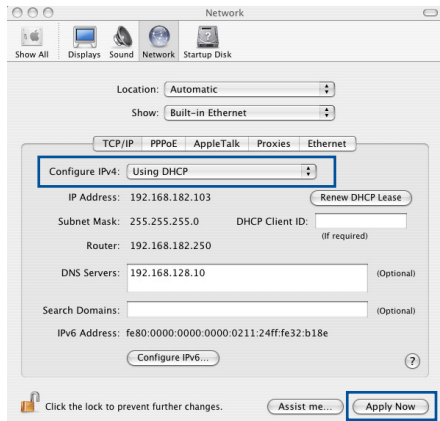 Network
Show All Displays Sound Network Startup Disk
Location: Automatic
Show: Built-in Ethernet
TCP/IP PPPoE AppleTalk Proxies Ethernet
Configure IPv4: Using DHCP
IP Address: 192.168.182.103 Renew DHCP Lease
Subnet Mask: 255.255.255.0 DHCP Client ID:
(If required)
Router: 192.168.182.250
DNS Servers: 192.168.128.10 (Optional)
Search Domains: (Optional)
IPv6 Address: fe80:0000:0000:0000:0211:24ff:fe32:b18e
Configure IPv6... ?
Click the lock to prevent further changes. Assist me... Apply Now